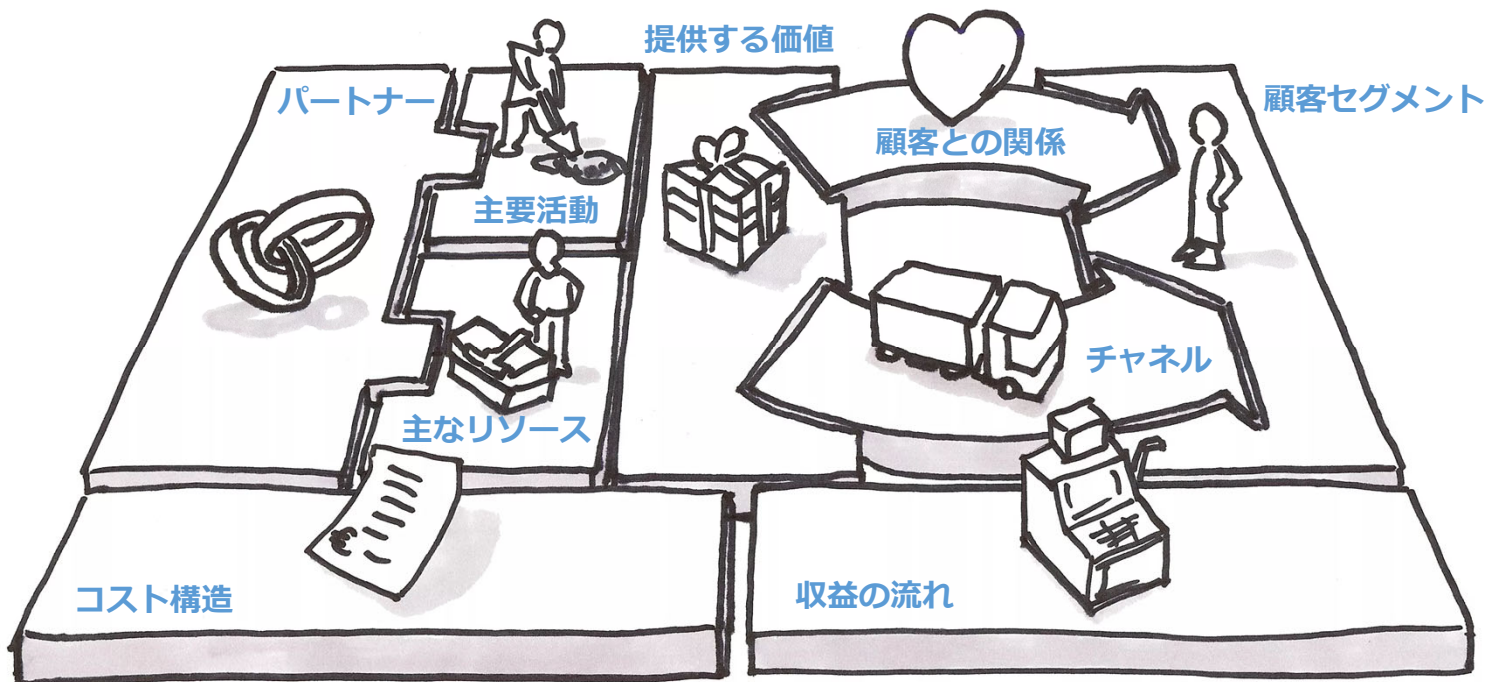 提供する価値
パートナー
顧客セグメント
顧客との関係
主要活動
チャネル
主なリソース
コスト構造
収益の流れ